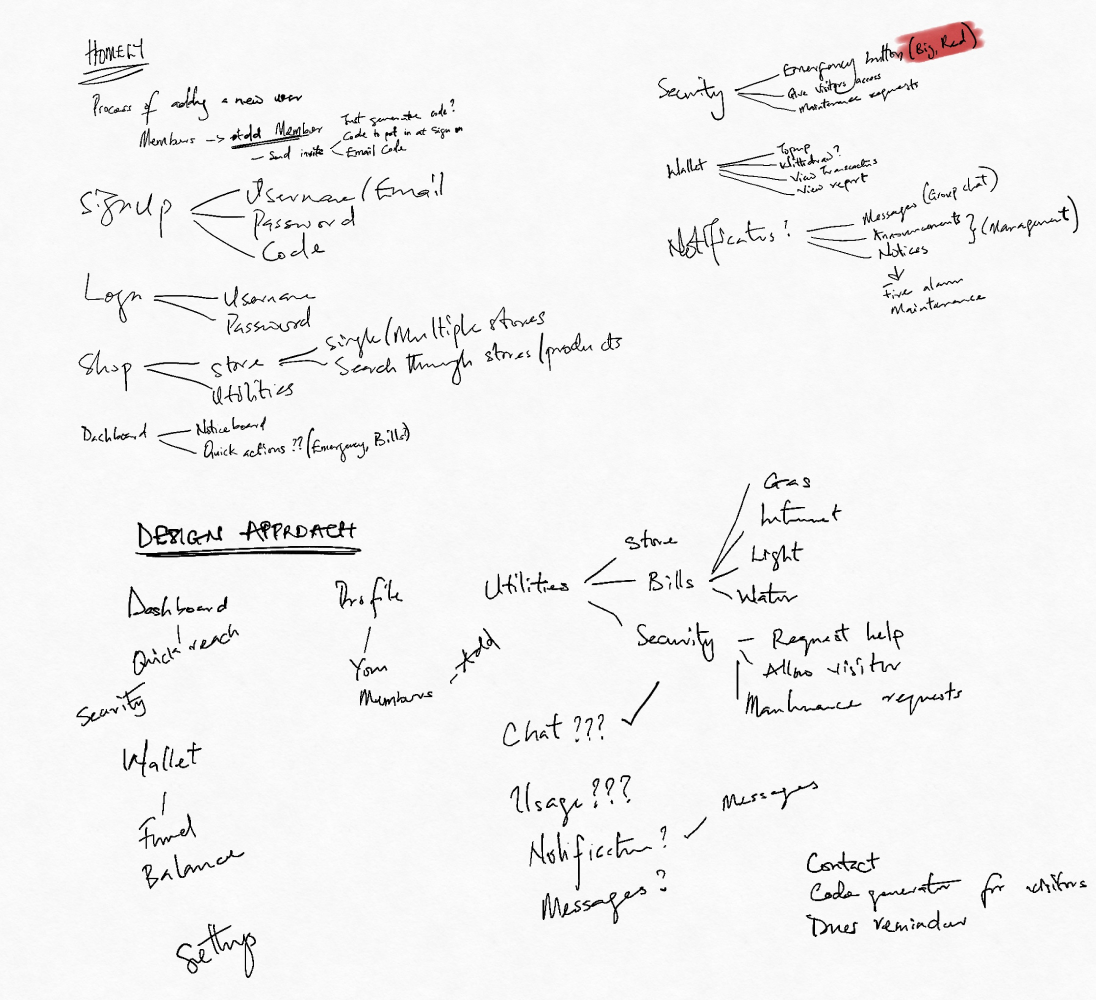 HOMELY
Process of adding a new user
Members → Add Member
– Send invite
Just generate code?
Code to put in at sign on
Email Code
SignUp
Username/Email
Password
Code
Login
Username
Password
Shop
store
Single/Multiple stores
Search through stores/products
Utilities
Dashboard
Noticeboard
Quick actions ?? (Emergency, Bills)
Security
Emergency button (Big, Red)
Give visitors access
Maintenance requests
Wallet
Topup
Withdraw?
View Transactions
View report
Notifications?
Messages (Group chat)
Announcements } (Management)
Notices
Fire alarm
Maintenance
DESIGN APPROACH
Dashboard
Quick reach
Security
Wallet
Fund
Balance
Settup
Profile
Your
Members – Add
Utilities
Store
Bills
Gas
Internet
Light
Water
Security
Request help
Allow visitor
Maintenance requests
Chat ??? ✓
Usage???
Notification? ✓ Messages
Messages?
Contact
Code generator for visitors
Dues reminder